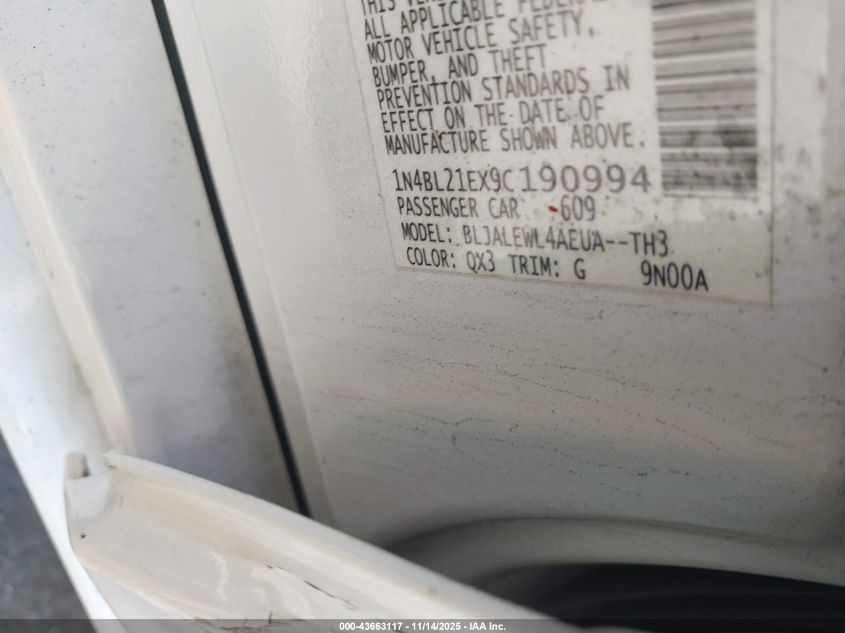 ALL APPLICABLE FEDERAL
MOTOR VEHICLE SAFETY,
BUMPER, AND THEFT
PREVENTION STANDARDS IN
EFFECT ON THE DATE OF
MANUFACTURE SHOWN ABOVE.
1N4BL21EX9C190994
PASSENGER CAR -609
MODEL: BLJALEWL4AEUA--TH3
COLOR: QX3 TRIM: G 9N00A
000-43663117 - 11/14/2025 - IAA Inc.